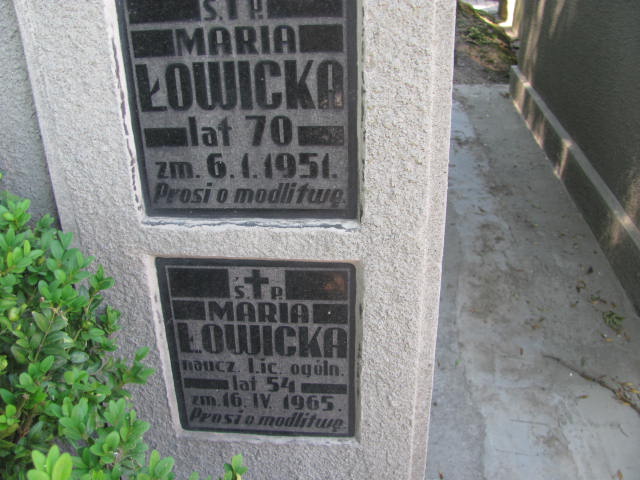 Ś.†P.
MARIA
ŁOWICKA
lat 70
zm. 6.I.1951.
Prosi o modlitwę.
Ś.†P.
MARIA
ŁOWICKA
naucz. Lic. ogóln.
lat 54
zm. 16.IV.1965.
Prosi o modlitwę.